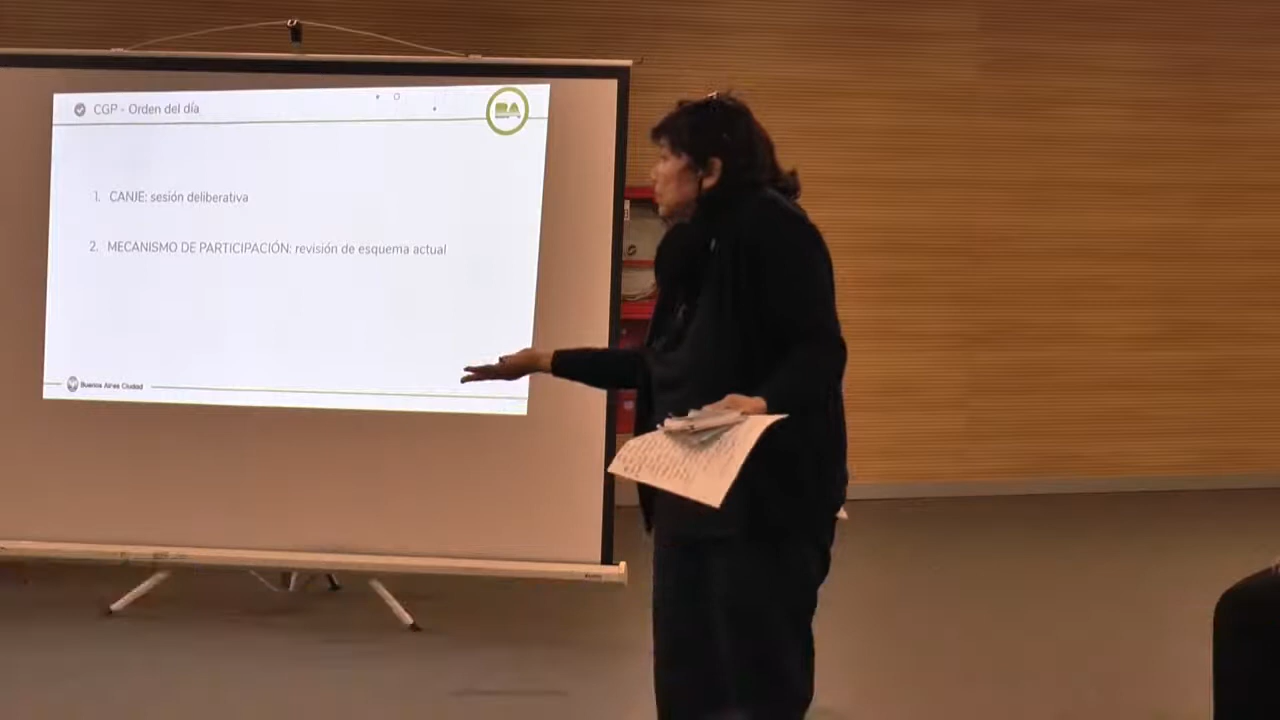 CGP - Orden del día
BA
1. CANJE: sesión deliberativa
2. MECANISMO DE PARTICIPACIÓN: revisión de esquema actual
Buenos Aires Ciudad